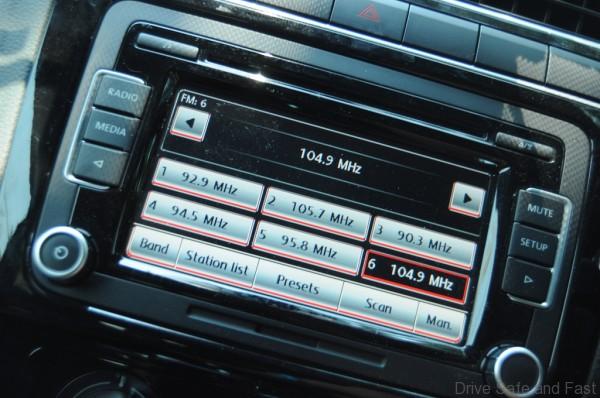 RADIO
MEDIA
FM: 6
104.9 MHz
1 92.9 MHz
2 105.7 MHz
3 90.3 MHz
4 94.5 MHz
5 95.8 MHz
6 104.9 MHz
Band Station list Presets Scan Man.
MUTE
SETUP
Drive Safe and Fast